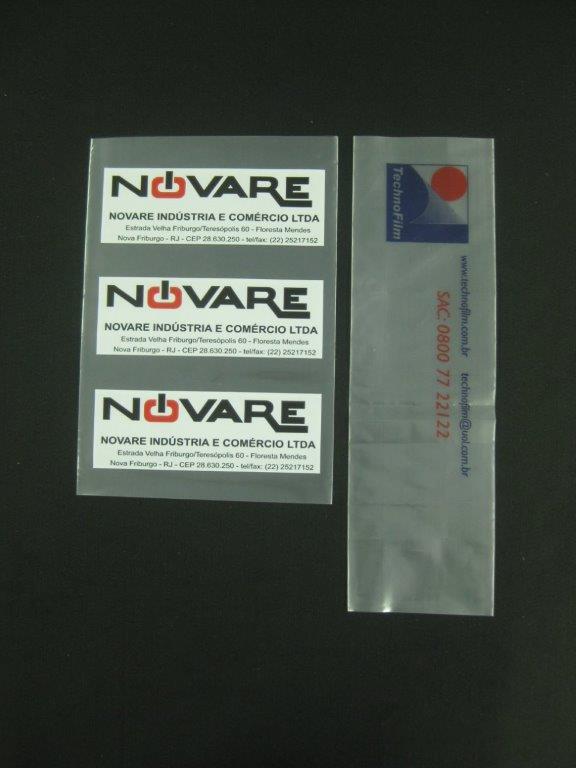 NOVARE
NOVARE INDÚSTRIA E COMÉRCIO LTDA
Estrada Velha Friburgo/Teresópolis 60 - Floresta Mendes
Nova Friburgo - RJ - CEP 28.630.250 - tel/fax: (22) 25217152
NOVARE
NOVARE INDÚSTRIA E COMÉRCIO LTDA
Estrada Velha Friburgo/Teresópolis 60 - Floresta Mendes
Nova Friburgo - RJ - CEP 28.630.250 - tel/fax: (22) 25217152
NOVARE
NOVARE INDÚSTRIA E COMÉRCIO LTDA
Estrada Velha Friburgo/Teresópolis 60 - Floresta Mendes
Nova Friburgo - RJ - CEP 28.630.250 - tel/fax: (22) 25217152
TechnoFilm
www.technofilm.com.br technofilm@uol.com.br
SAC: 0800 77 22122